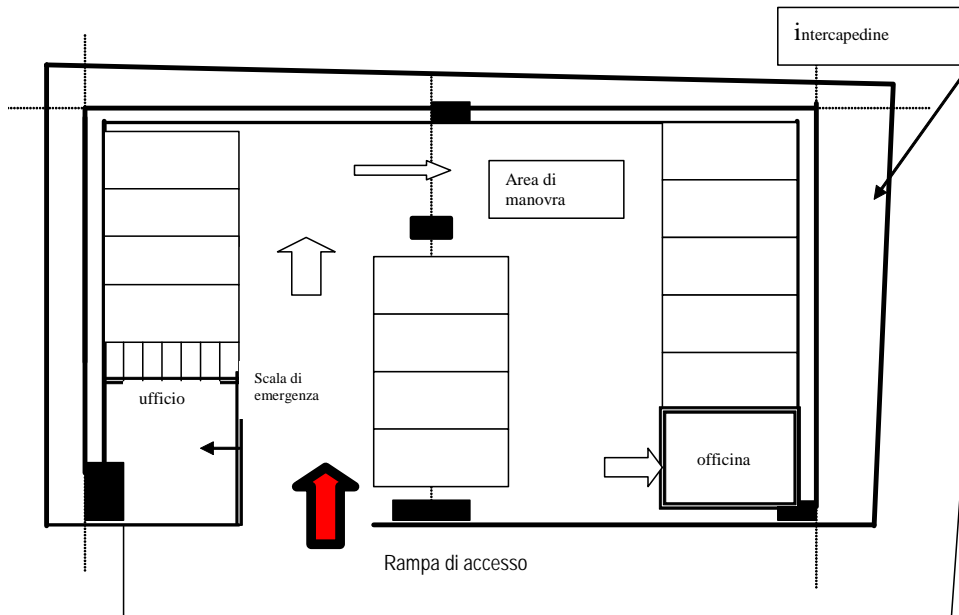 intercapedine
Area di
manovra
Scala di
emergenza
ufficio
officina
Rampa di accesso